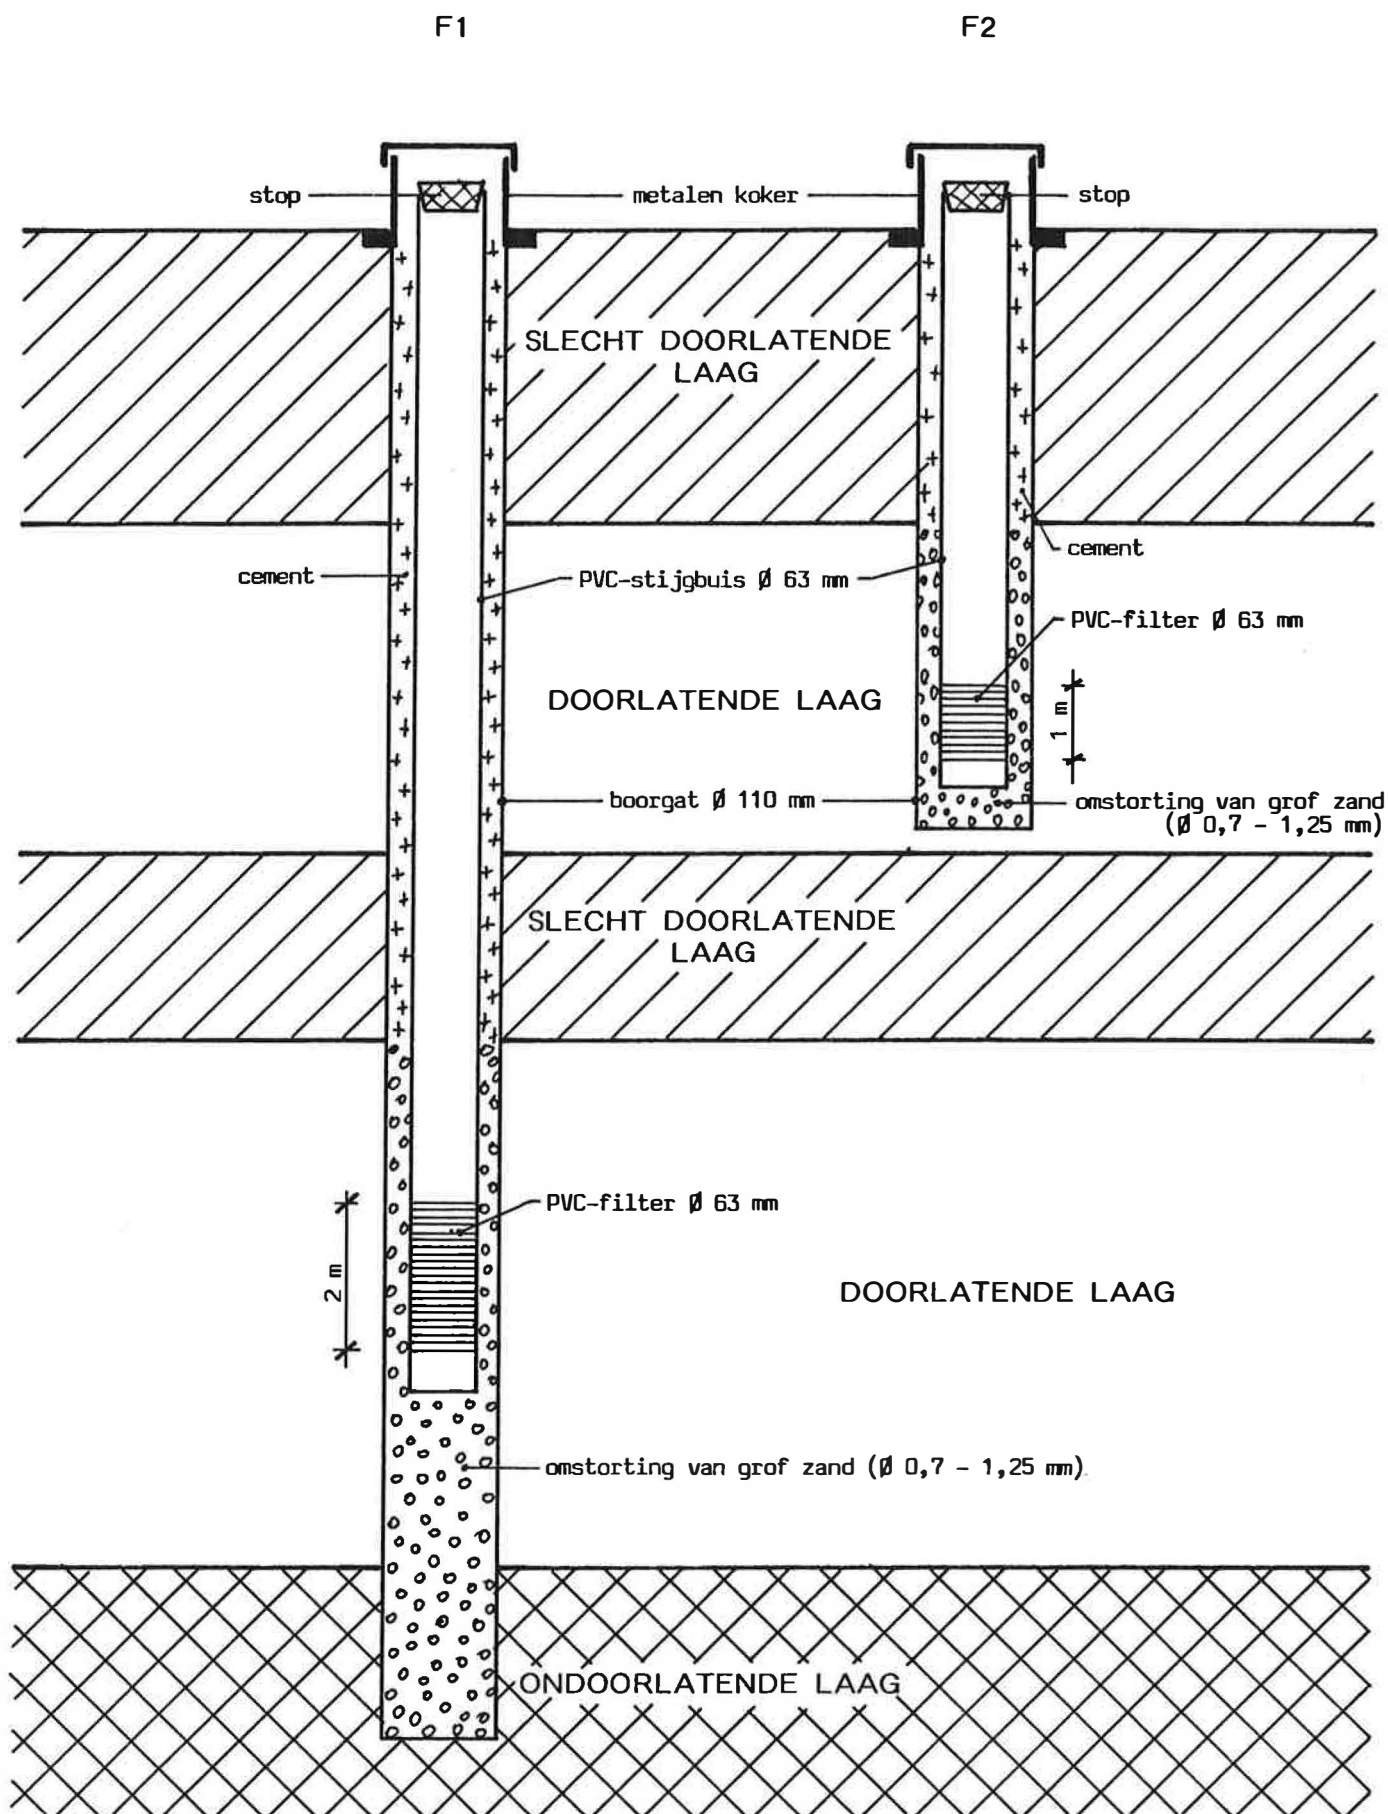 F1
F2
stop
metalen koker
stop
SLECHT DOORLATENDE
LAAG
cement
cement
PVC-stijgbuis Ø 63 mm
PVC-filter Ø 63 mm
DOORLATENDE LAAG
1 m
boorgat Ø 110 mm
omstorting van grof zand
(Ø 0,7 - 1,25 mm)
SLECHT DOORLATENDE
LAAG
PVC-filter Ø 63 mm
2 m
DOORLATENDE LAAG
omstorting van grof zand (Ø 0,7 - 1,25 mm)
ONDOORLATENDE LAAG